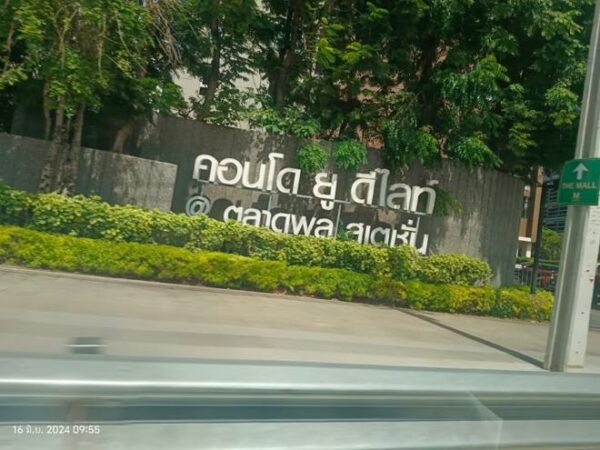 คอนโด ยู ดีไลท์
@ ตลาดพลู สเตชั่น
THE MALL
M
16 มิ.ย. 2024 09:55